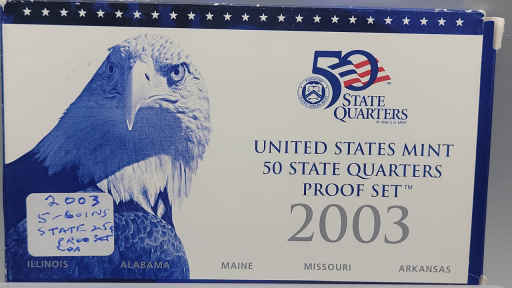 50
STATE
QUARTERS
UNITED STATES MINT
50 STATE QUARTERS
PROOF SET™
2003
2003
5-COINS
STATE 25¢
PROOF SET
COA
ILLINOIS ALABAMA MAINE MISSOURI ARKANSAS